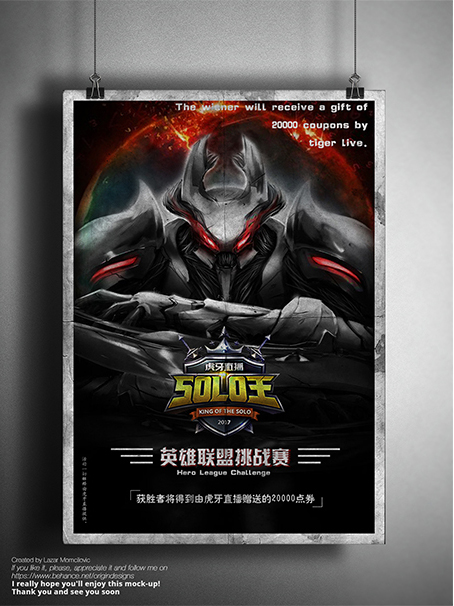 The winner will receive a gift of
20000 coupons by
tiger live.
虎牙直播
SOLO王
KING OF THE SOLO
2017
英雄联盟挑战赛
Hero League Challenge
获胜者将得到由虎牙直播赠送的20000点券
Created by Lazar Momcilovic
If you like it, please, appreciate it and follow me on
https://www.behance.net/origindesigns
I really hope you'll enjoy this mock-up!
Thank you and see you soon